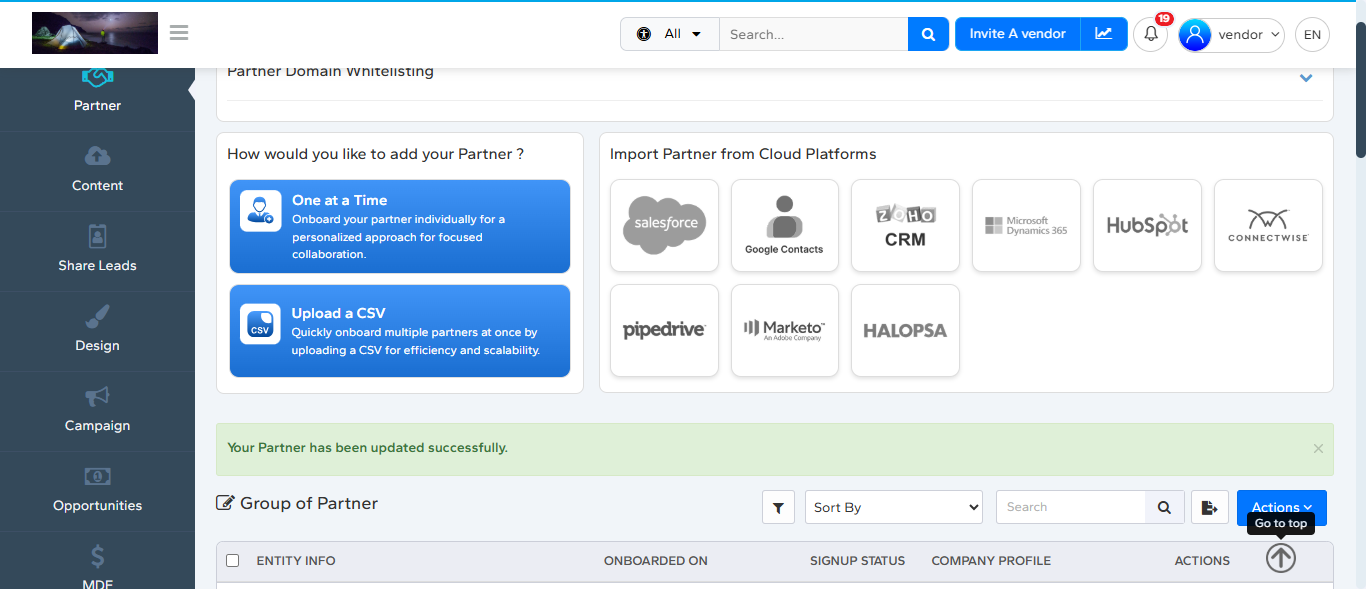 All
Search...
Invite A vendor
19
vendor
EN
Partner Domain Whitelisting
Partner
Content
Share Leads
Design
Campaign
Opportunities
MDF
How would you like to add your Partner ?
One at a Time
Onboard your partner individually for a
personalized approach for focused
collaboration.
CSV
Upload a CSV
Quickly onboard multiple partners at once by
uploading a CSV for efficiency and scalability.
Import Partner from Cloud Platforms
salesforce
Google Contacts
ZOHO
CRM
Microsoft
Dynamics 365
HubSpot
CONNECTWISE
pipedrive
Marketo™
An Adobe Company
HALOPSA
Your Partner has been updated successfully.
×
Group of Partner
Sort By
Search
Actions
Go to top
ENTITY INFO
ONBOARDED ON
SIGNUP STATUS
COMPANY PROFILE
ACTIONS